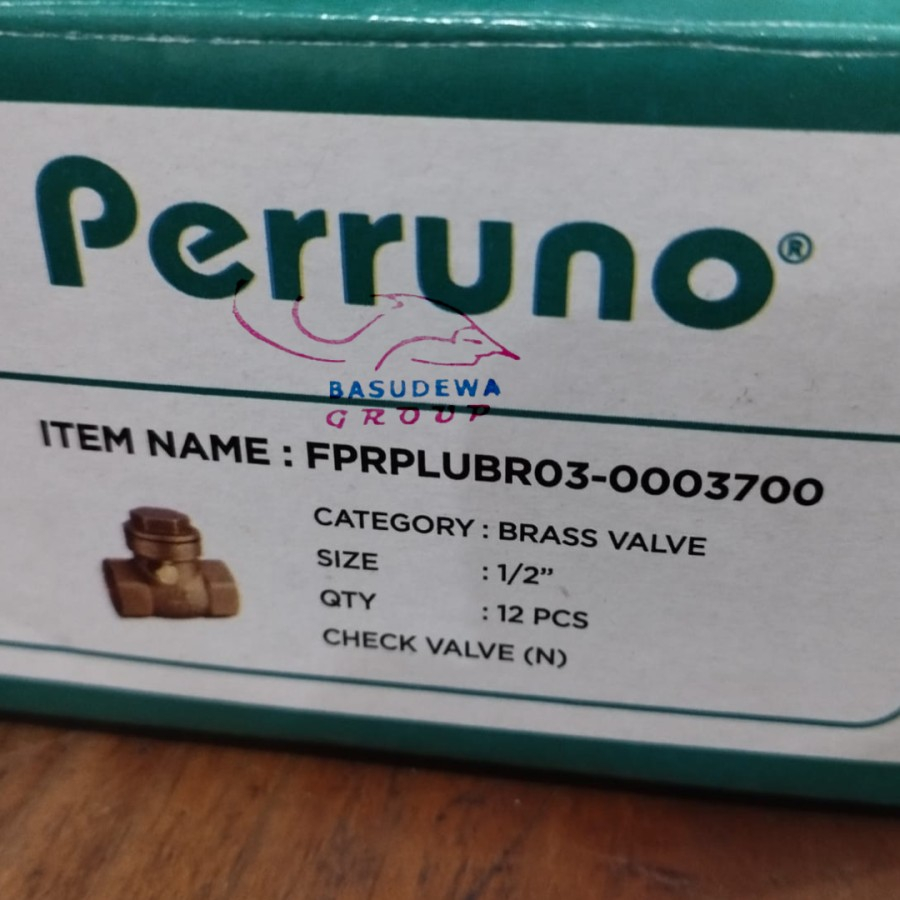 Perruno®
BASUDEWA
GROUP
ITEM NAME : FPRPLUBR03-0003700
CATEGORY : BRASS VALVE
SIZE : 1/2”
QTY : 12 PCS
CHECK VALVE (N)